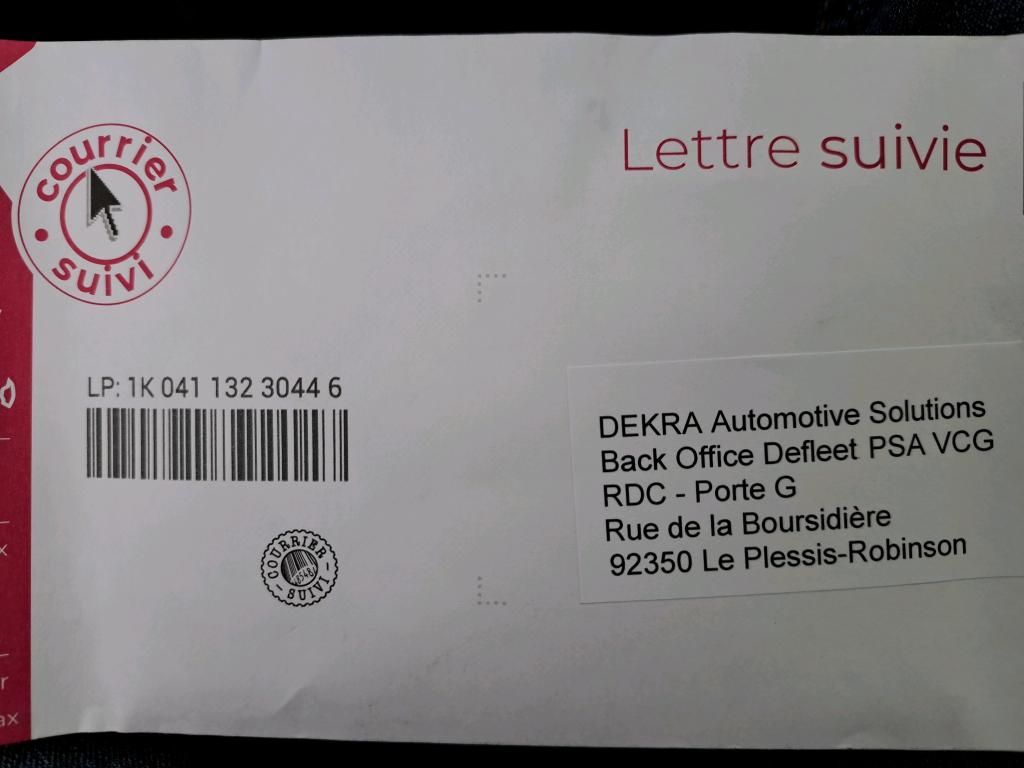 courrier
suivi
Lettre suivie
LP: 1K 041 132 3044 6
COURRIER
SUIVI
DEKRA Automotive Solutions
Back Office Defleet PSA VCG
RDC - Porte G
Rue de la Boursidière
92350 Le Plessis-Robinson
x
r
ax